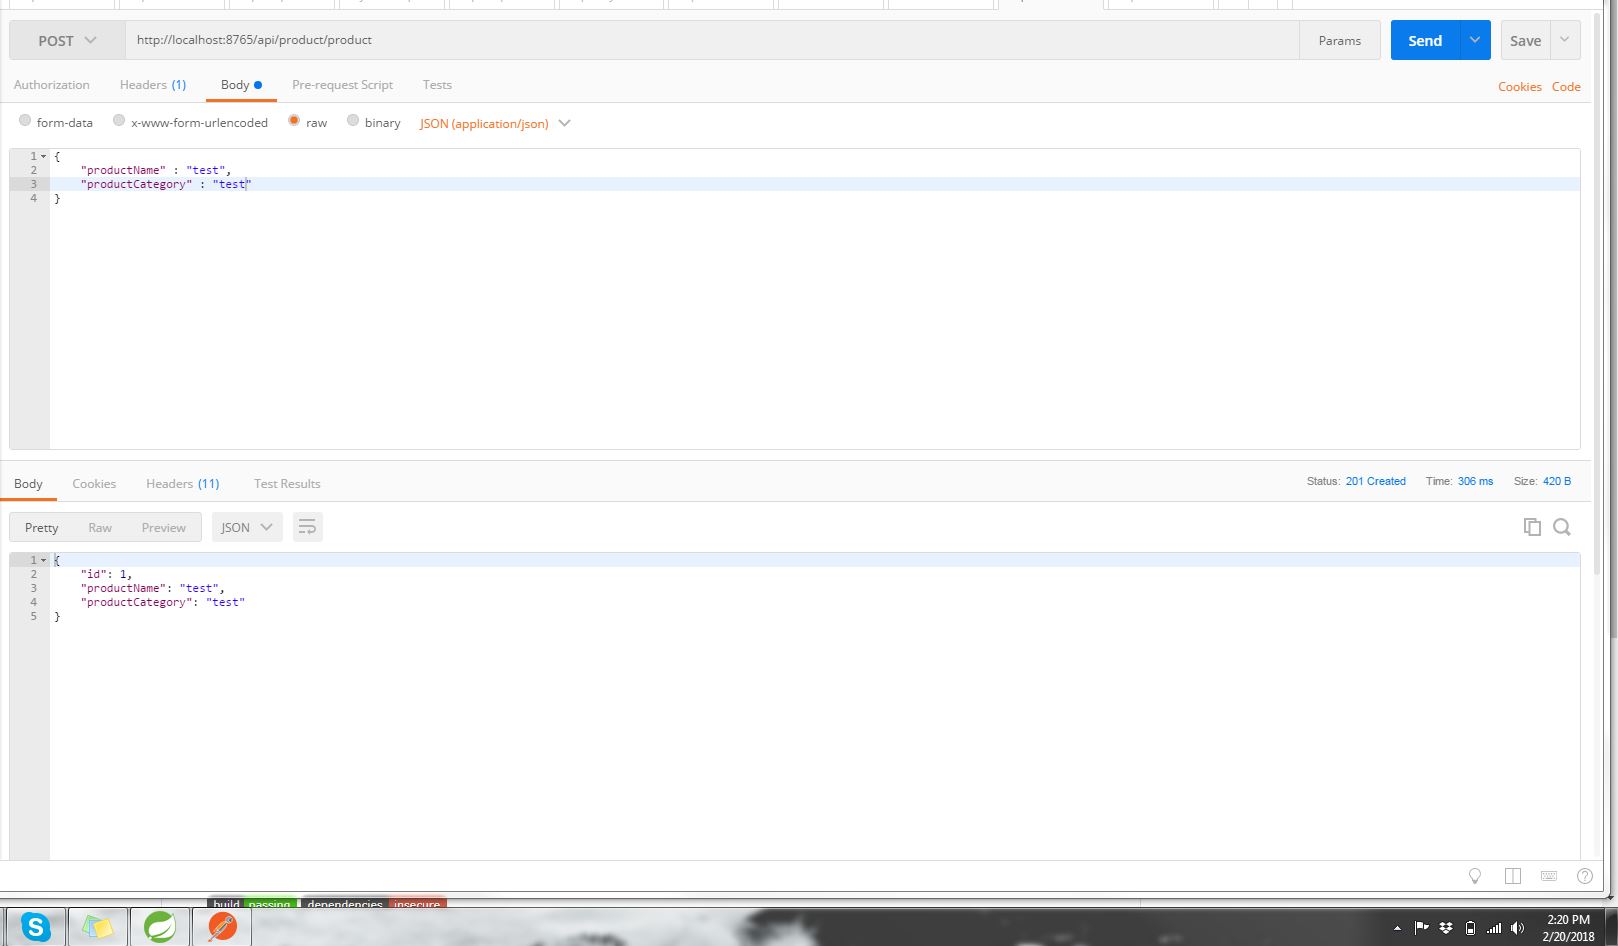 POST http://localhost:8765/api/product/product Params Send Save
Authorization Headers (1) Body Pre-request Script Tests Cookies Code
form-data x-www-form-urlencoded raw binary JSON (application/json)
1 {
2 "productName" : "test",
3 "productCategory" : "test"
4 }
Body Cookies Headers (11) Test Results Status: 201 Created Time: 306 ms Size: 420 B
Pretty Raw Preview JSON
1 {
2 "id": 1,
3 "productName": "test",
4 "productCategory": "test"
5 }
build passing dependencies insecure
2:20 PM
2/20/2018